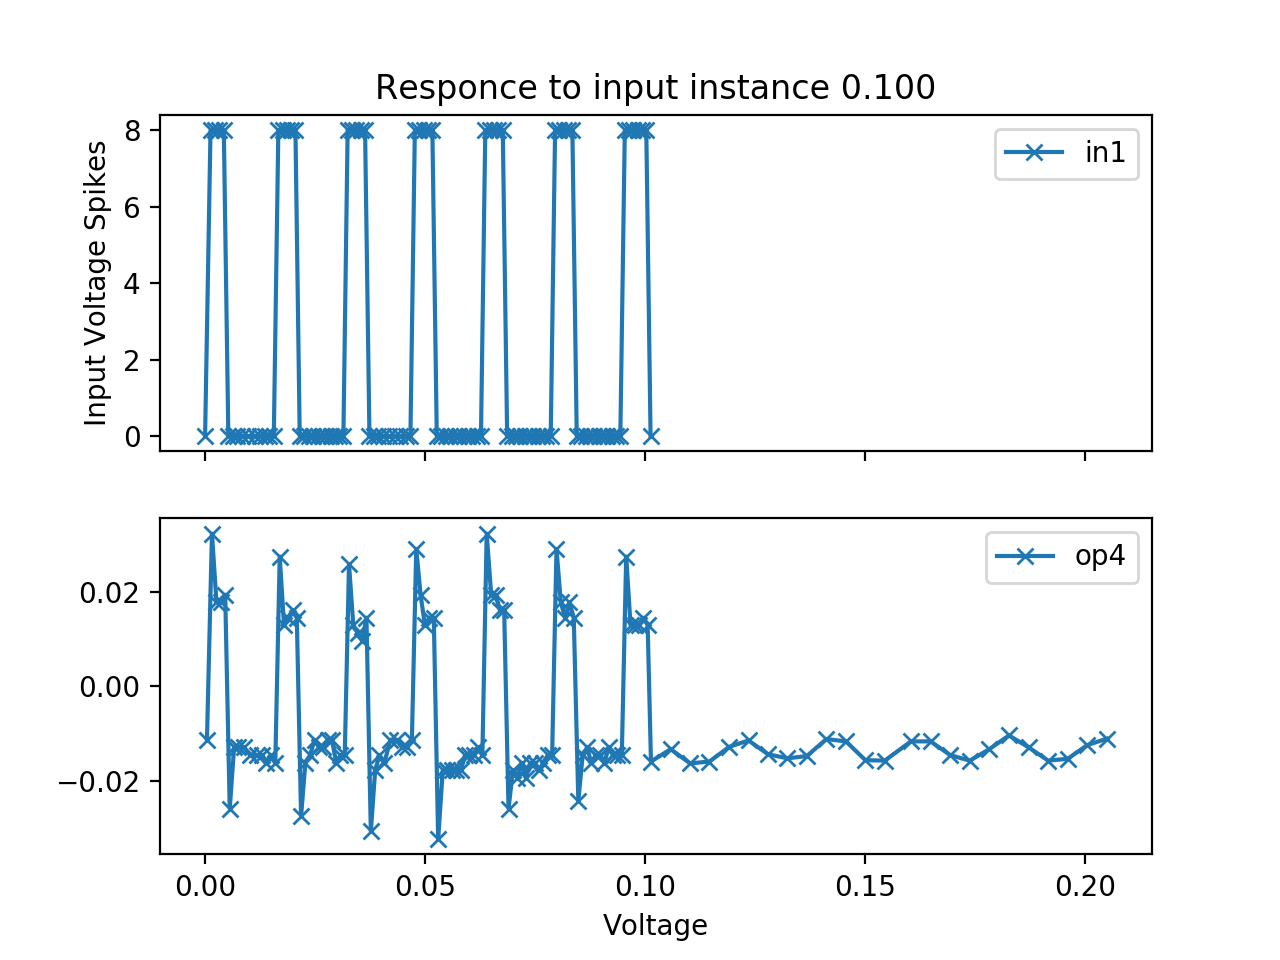 Responce to input instance 0.100
Input Voltage Spikes
8
6
4
2
0
in1
0.02
0.00
−0.02
op4
0.00 0.05 0.10 0.15 0.20
Voltage